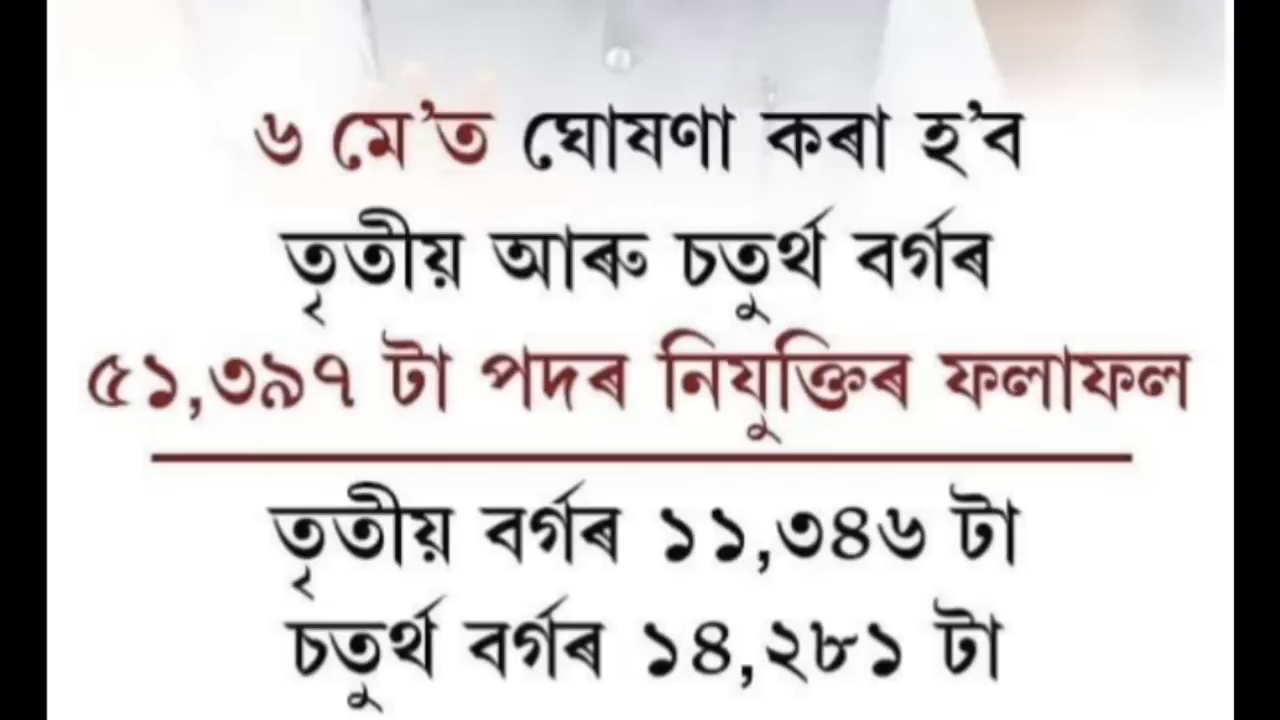 ৬ মে'ত ঘোষণা কৰা হ'ব
তৃতীয় আৰু চতুৰ্থ বৰ্গৰ
৫১,৩৯৭ টা পদৰ নিযুক্তিৰ ফলাফল
তৃতীয় বৰ্গৰ ১১,৩৪৬ টা
চতুৰ্থ বৰ্গৰ ১৪,২৮১ টা